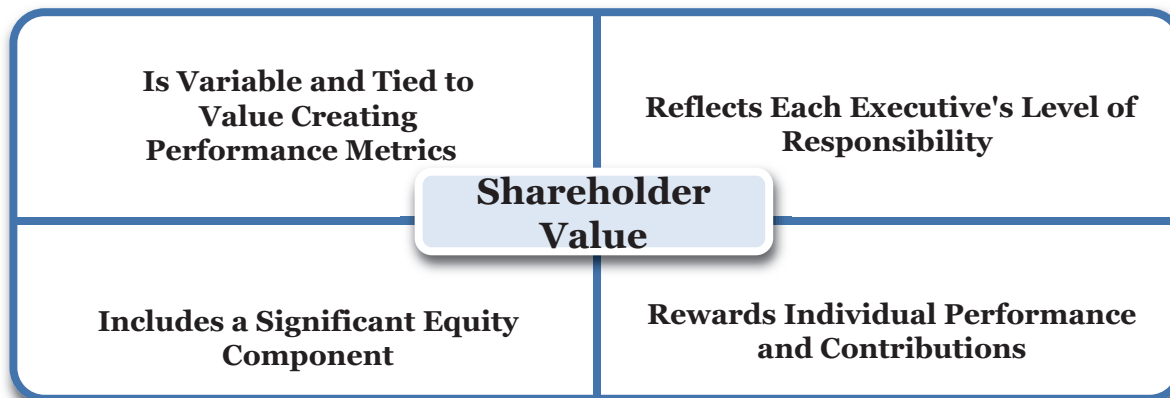 Is Variable and Tied to
Value Creating
Performance Metrics
Reflects Each Executive's Level of
Responsibility
Shareholder
Value
Includes a Significant Equity
Component
Rewards Individual Performance
and Contributions